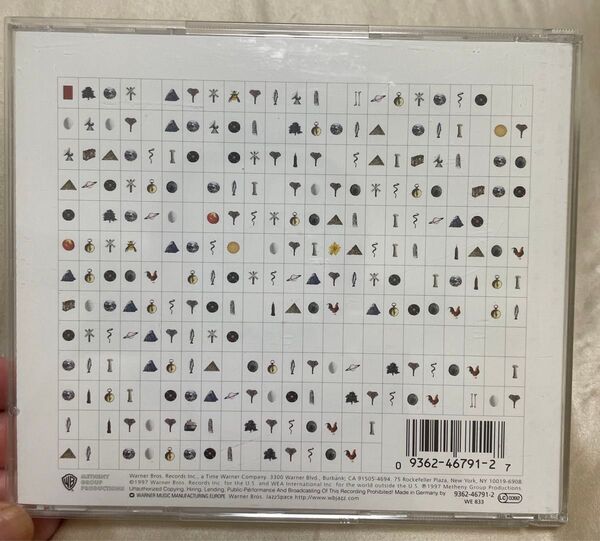 WB METHENY GROUP PRODUCTIONS
Warner Bros. Records Inc., a Time Warner Company. 3300 Warner Blvd., Burbank, CA 91505-4694 75 Rockefeller Plaza, New York, NY 10019-6908
©1997 Warner Bros. Records Inc. for the U.S. and WEA International Inc. for the world outside the U.S. ℗1997 Metheny Group Productions
Unauthorized Copying, Hiring, Lending, Public Performance And Broadcasting Of This Recording Prohibited! Made in Germany by
WARNER MUSIC MANUFACTURING EUROPE Warner Bros. JazzSpace http://www.wbjazz.com
0 9362-46791-2 7
9362-46791-2
WE 833
LC 0392